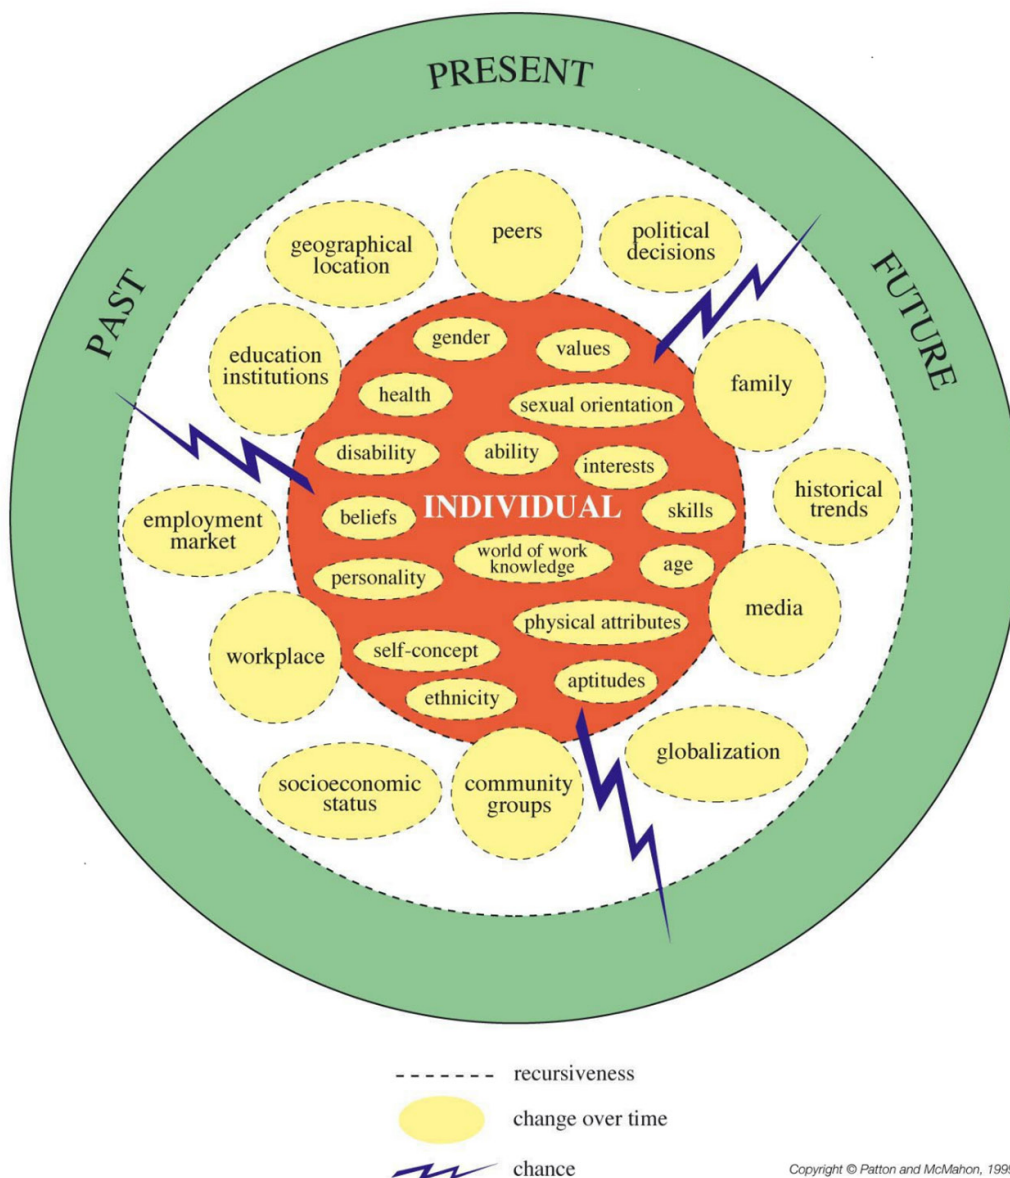 PRESENT
PAST
FUTURE
peers
political
decisions
geographical
location
education
institutions
family
gender
values
health
sexual orientation
disability
ability
interests
historical
trends
employment
market
beliefs
INDIVIDUAL
skills
world of work
knowledge
age
personality
media
physical attributes
workplace
self-concept
aptitudes
ethnicity
globalization
socioeconomic
status
community
groups
recursiveness
change over time
chance
Copyright © Patton and McMahon, 1999